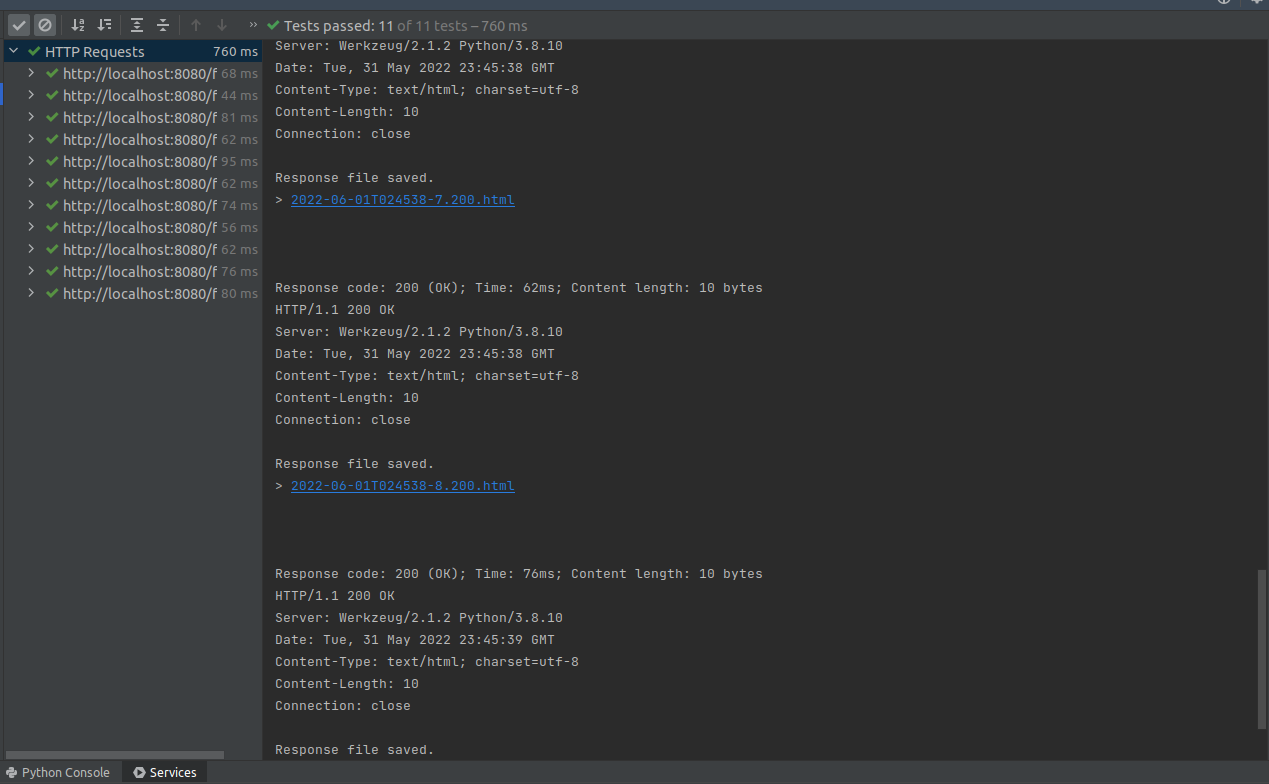 Tests passed: 11 of 11 tests – 760 ms
HTTP Requests 760 ms
http://localhost:8080/f 68 ms
http://localhost:8080/f 44 ms
http://localhost:8080/f 81 ms
http://localhost:8080/f 62 ms
http://localhost:8080/f 95 ms
http://localhost:8080/f 62 ms
http://localhost:8080/f 74 ms
http://localhost:8080/f 56 ms
http://localhost:8080/f 62 ms
http://localhost:8080/f 76 ms
http://localhost:8080/f 80 ms
Server: Werkzeug/2.1.2 Python/3.8.10
Date: Tue, 31 May 2022 23:45:38 GMT
Content-Type: text/html; charset=utf-8
Content-Length: 10
Connection: close
Response file saved.
> 2022-06-01T024538-7.200.html
Response code: 200 (OK); Time: 62ms; Content length: 10 bytes
HTTP/1.1 200 OK
Server: Werkzeug/2.1.2 Python/3.8.10
Date: Tue, 31 May 2022 23:45:38 GMT
Content-Type: text/html; charset=utf-8
Content-Length: 10
Connection: close
Response file saved.
> 2022-06-01T024538-8.200.html
Response code: 200 (OK); Time: 76ms; Content length: 10 bytes
HTTP/1.1 200 OK
Server: Werkzeug/2.1.2 Python/3.8.10
Date: Tue, 31 May 2022 23:45:39 GMT
Content-Type: text/html; charset=utf-8
Content-Length: 10
Connection: close
Response file saved.
Python Console
Services